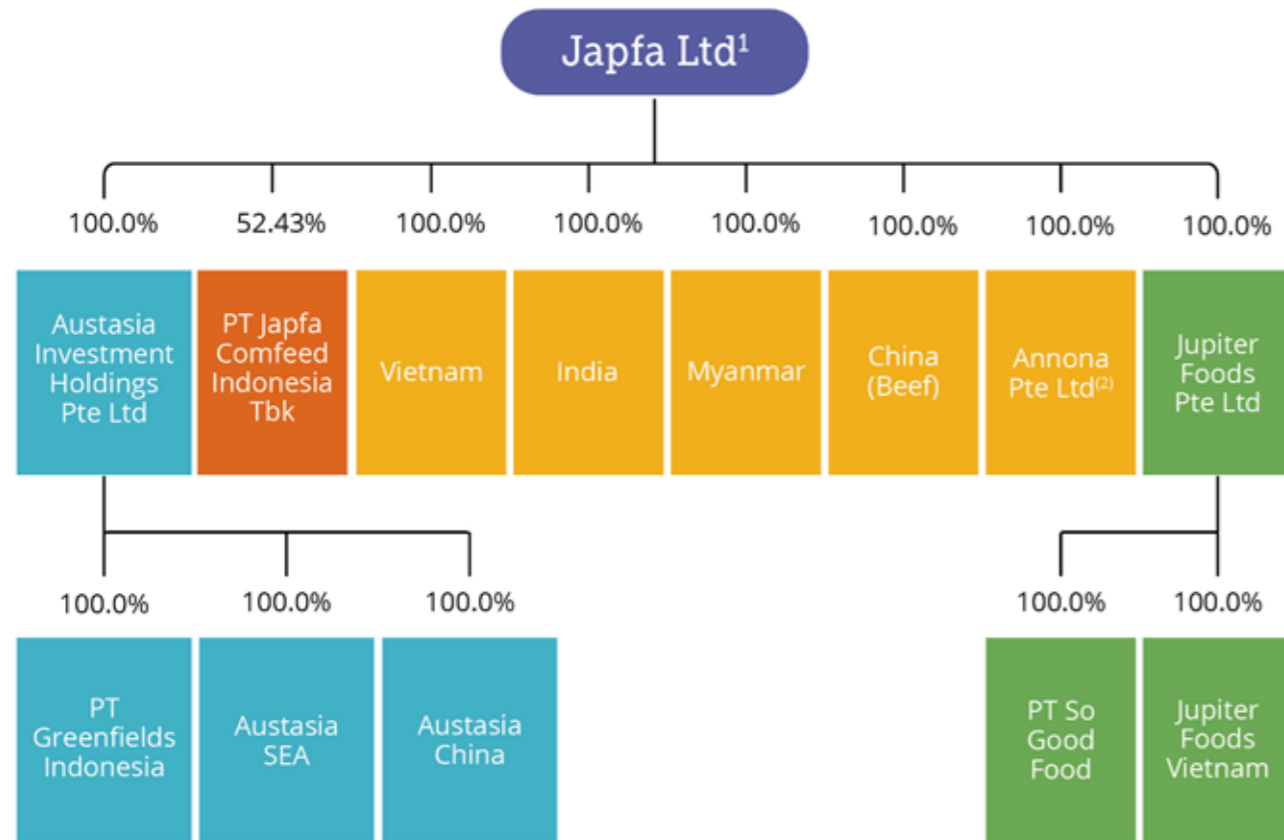 Japfa Ltd¹
100.0% 52.43% 100.0% 100.0% 100.0% 100.0% 100.0% 100.0%
Austasia
Investment
Holdings
Pte Ltd
PT Japfa
Comfeed
Indonesia
Tbk
Vietnam
India
Myanmar
China
(Beef)
Annona
Pte Ltd⁽²⁾
Jupiter
Foods
Pte Ltd
100.0% 100.0% 100.0% 100.0% 100.0%
PT
Greenfields
Indonesia
Austasia
SEA
Austasia
China
PT So
Good
Food
Jupiter
Foods
Vietnam